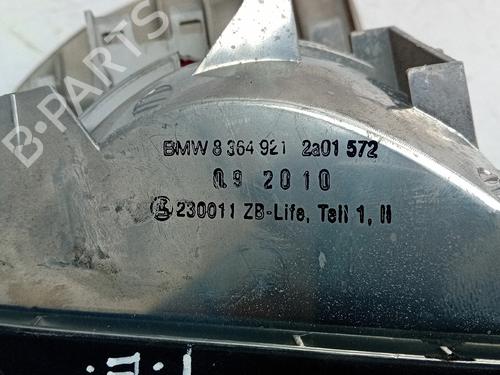 B-PARTS
BMW 8 364 921 2a01 572
09 2010
230011 ZB-Life, Teil 1, II